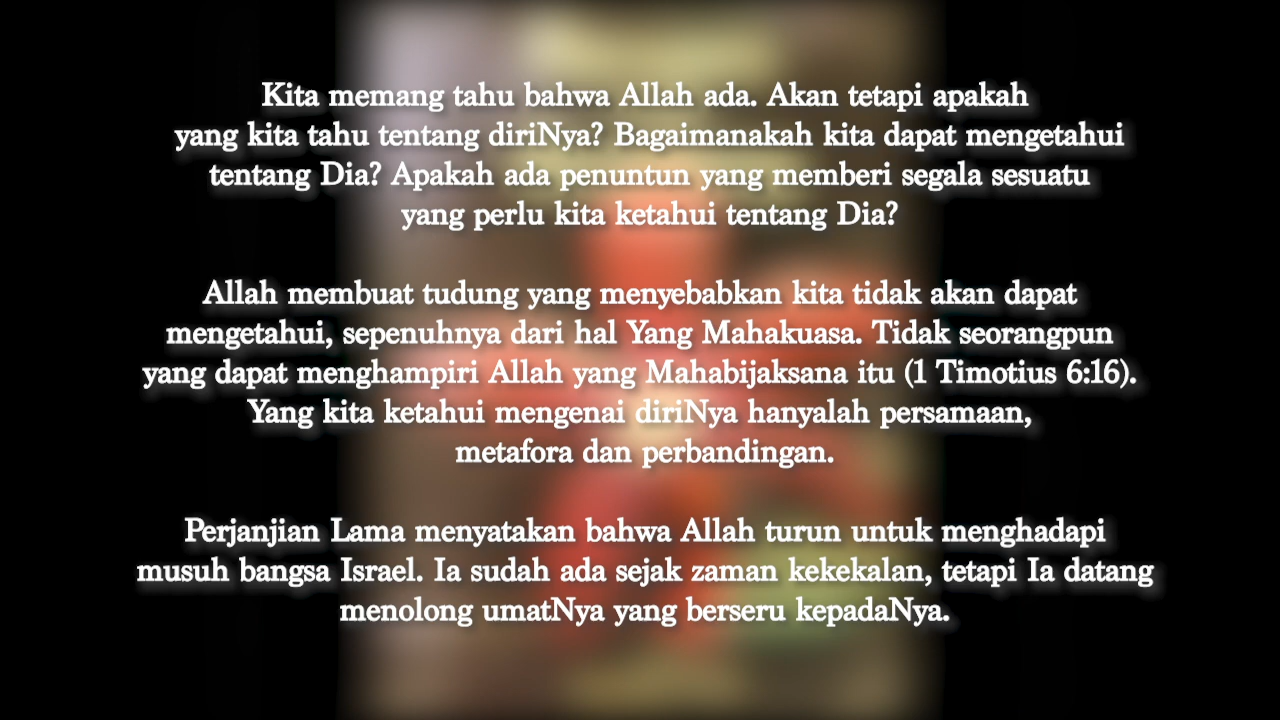 Kita memang tahu bahwa Allah ada. Akan tetapi apakah
yang kita tahu tentang diriNya? Bagaimanakah kita dapat mengetahui
tentang Dia? Apakah ada penuntun yang memberi segala sesuatu
yang perlu kita ketahui tentang Dia?
Allah membuat tudung yang menyebabkan kita tidak akan dapat
mengetahui, sepenuhnya dari hal Yang Mahakuasa. Tidak seorangpun
yang dapat menghampiri Allah yang Mahabijaksana itu (1 Timotius 6:16).
Yang kita ketahui mengenai diriNya hanyalah persamaan,
metafora dan perbandingan.
Perjanjian Lama menyatakan bahwa Allah turun untuk menghadapi
musuh bangsa Israel. Ia sudah ada sejak zaman kekekalan, tetapi Ia datang
menolong umatNya yang berseru kepadaNya.